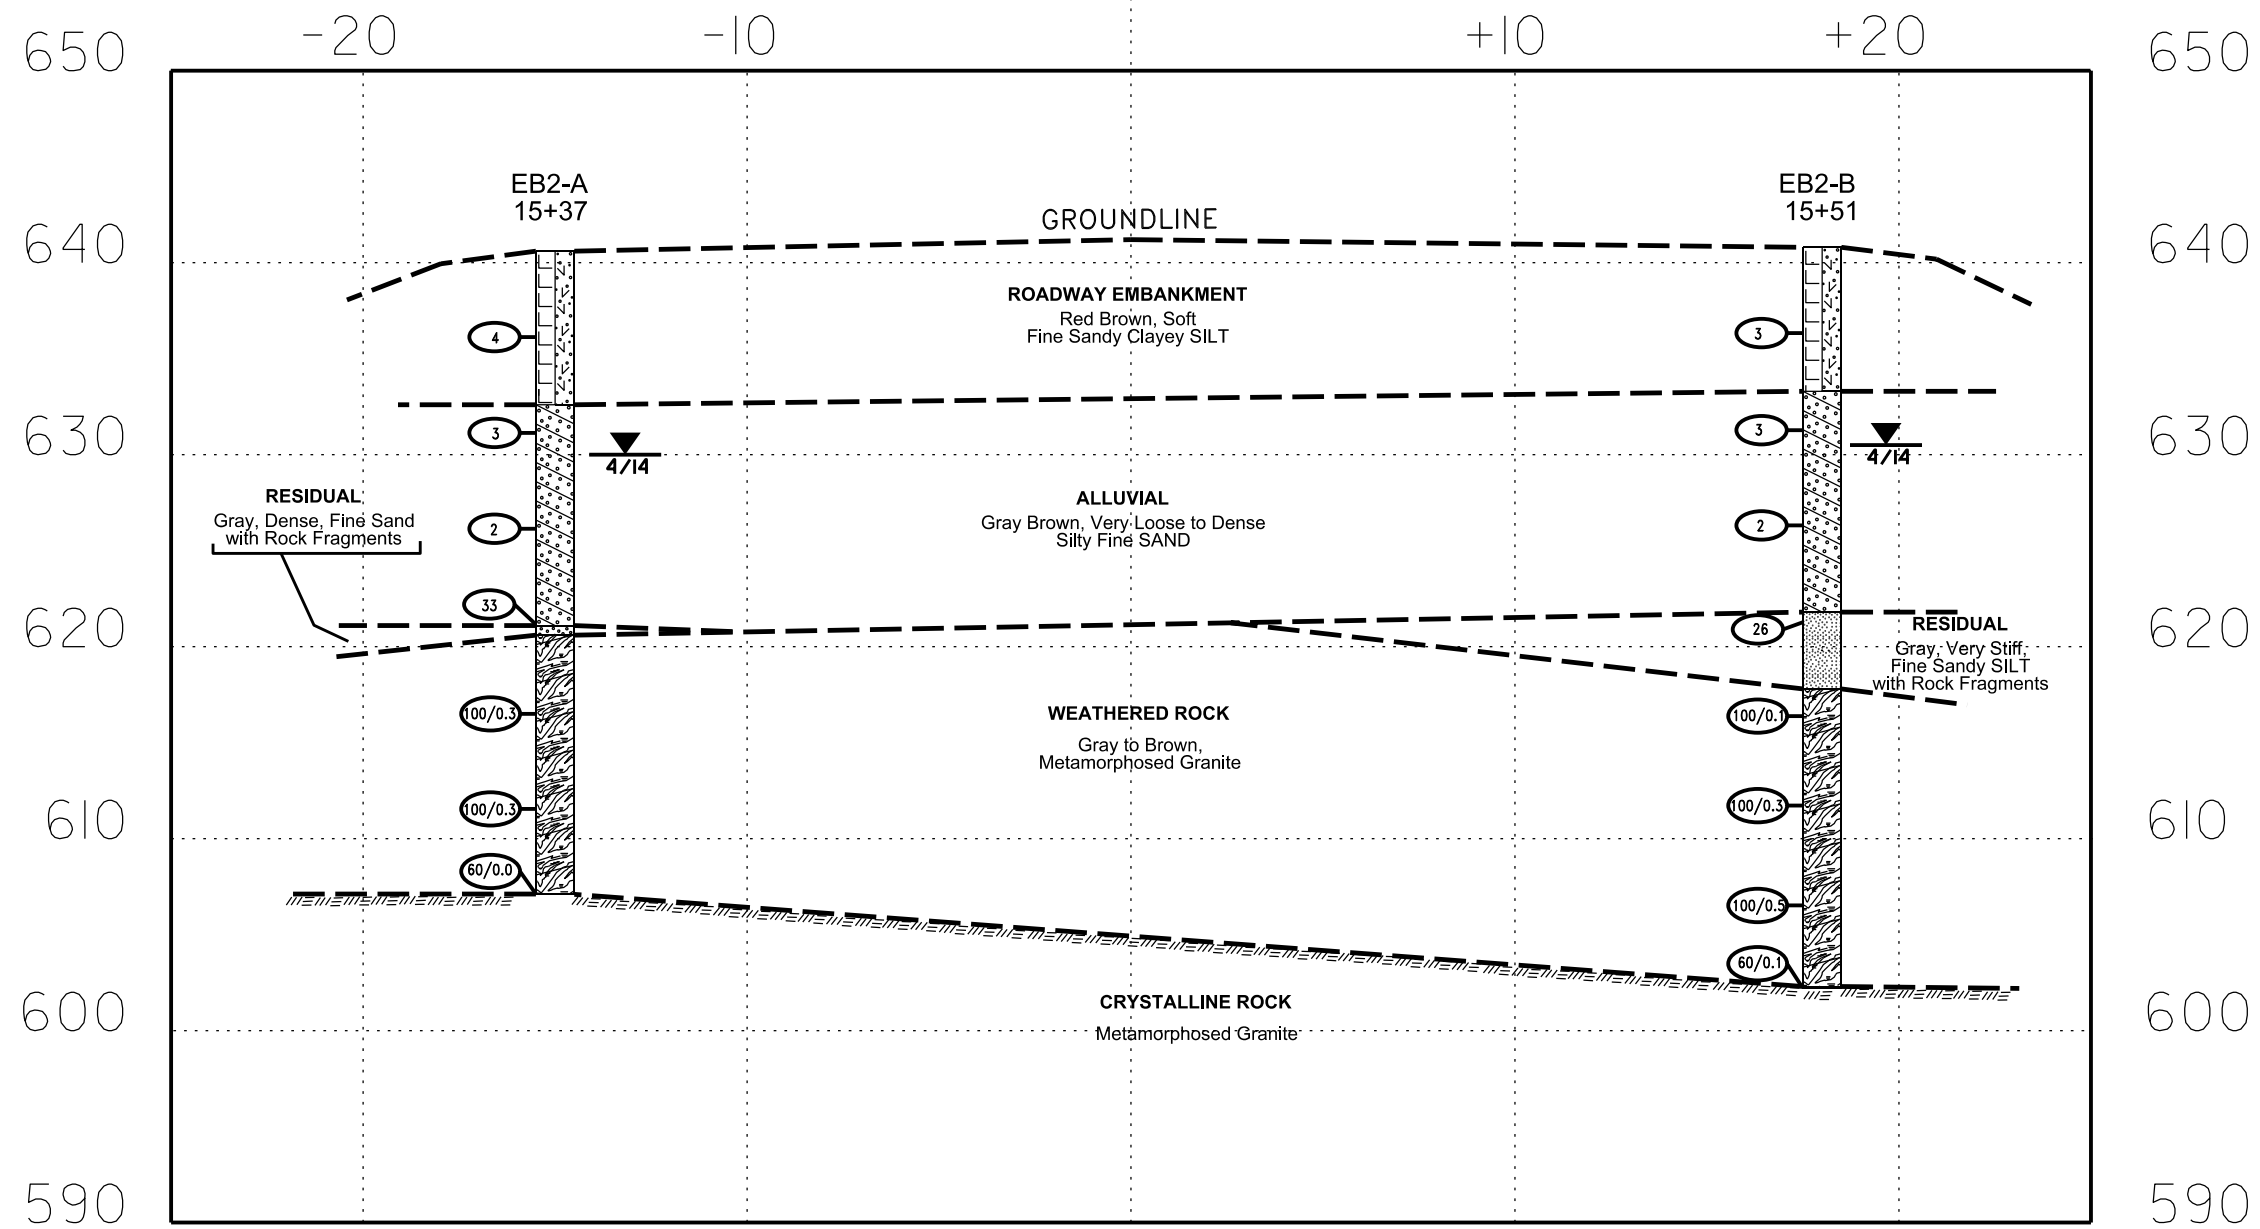 -20 -10 +10 +20
650 650
EB2-A EB2-B
15+37 15+51
GROUNDLINE
640 640
ROADWAY EMBANKMENT
Red Brown, Soft
Fine Sandy Clayey SILT
4 3
630 630
3 3
4/14 4/14
RESIDUAL
Gray, Dense, Fine Sand
with Rock Fragments
ALLUVIAL
Gray Brown, Very Loose to Dense
Silty Fine SAND
2 2
33
620 620
26
RESIDUAL
Gray, Very Stiff,
Fine Sandy SILT
with Rock Fragments
100/0.3 100/0.1
WEATHERED ROCK
Gray to Brown,
Metamorphosed Granite
100/0.3 100/0.3
610 610
60/0.0
100/0.5
60/0.1
CRYSTALLINE ROCK
Metamorphosed Granite
600 600
590 590